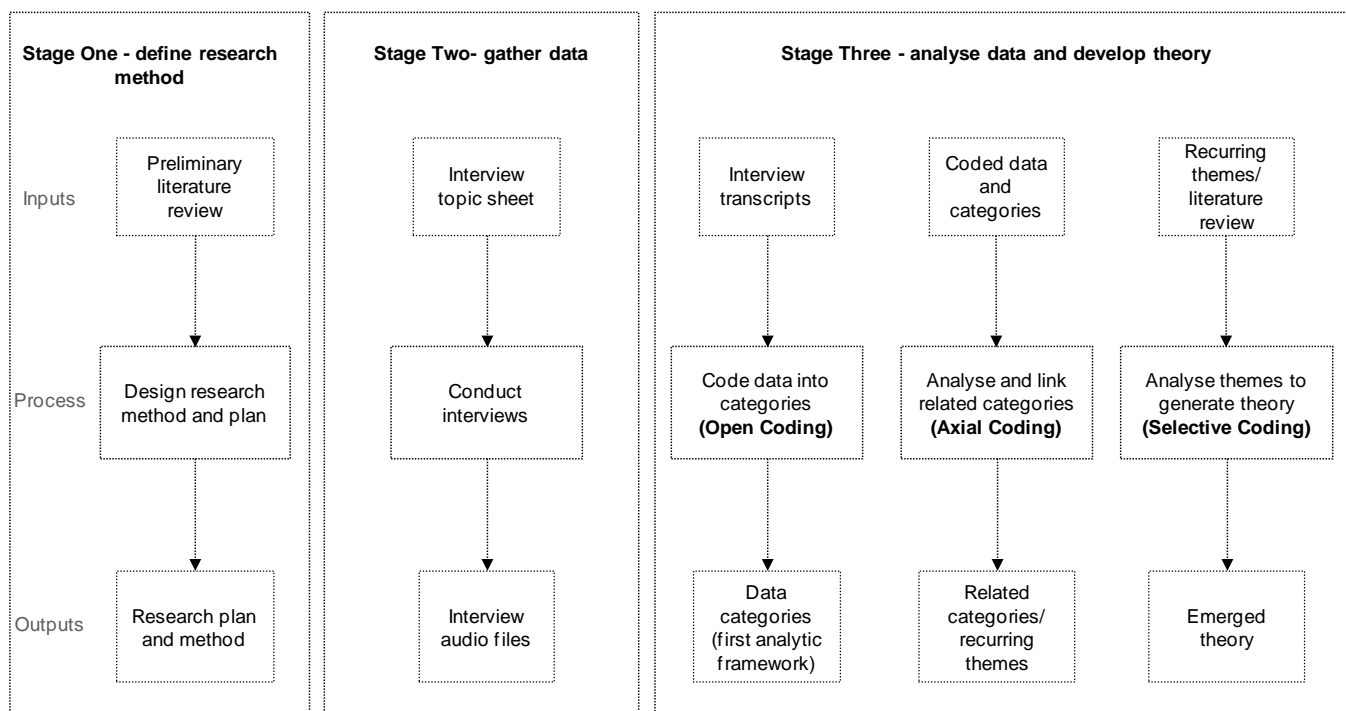 Stage One - define research
method
Stage Two- gather data
Stage Three - analyse data and develop theory
Inputs
Preliminary
literature
review
Interview
topic sheet
Interview
transcripts
Coded data
and
categories
Recurring
themes/
literature
review
Process
Design research
method and plan
Conduct
interviews
Code data into
categories
(Open Coding)
Analyse and link
related categories
(Axial Coding)
Analyse themes to
generate theory
(Selective Coding)
Outputs
Research plan
and method
Interview
audio files
Data
categories
(first analytic
framework)
Related
categories/
recurring
themes
Emerged
theory